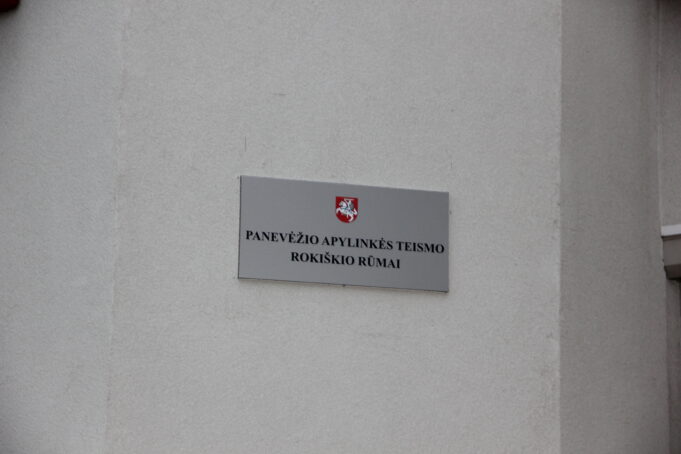 PANEVĖŽIO APYLINKĖS TEISMO
ROKIŠKIO RŪMAI